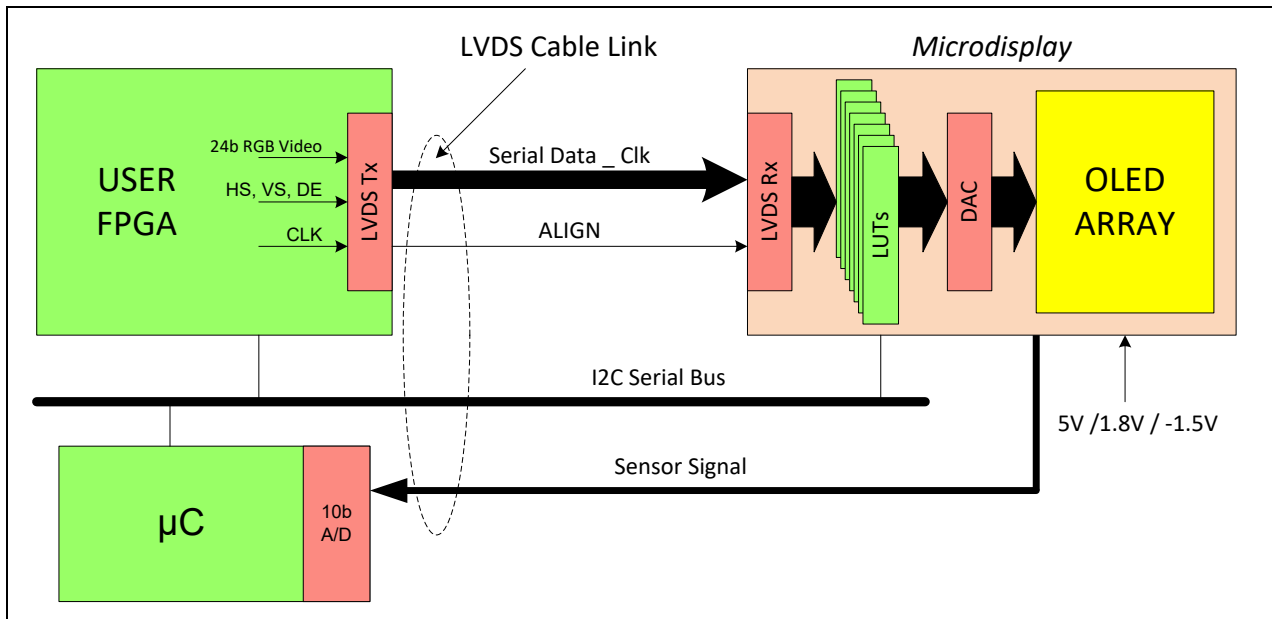 LVDS Cable Link
Microdisplay
USER
FPGA
24b RGB Video
HS, VS, DE
CLK
LVDS Tx
Serial Data _ Clk
ALIGN
LVDS Rx
LUTs
DAC
OLED
ARRAY
I2C Serial Bus
5V /1.8V / -1.5V
Sensor Signal
µC
10b
A/D